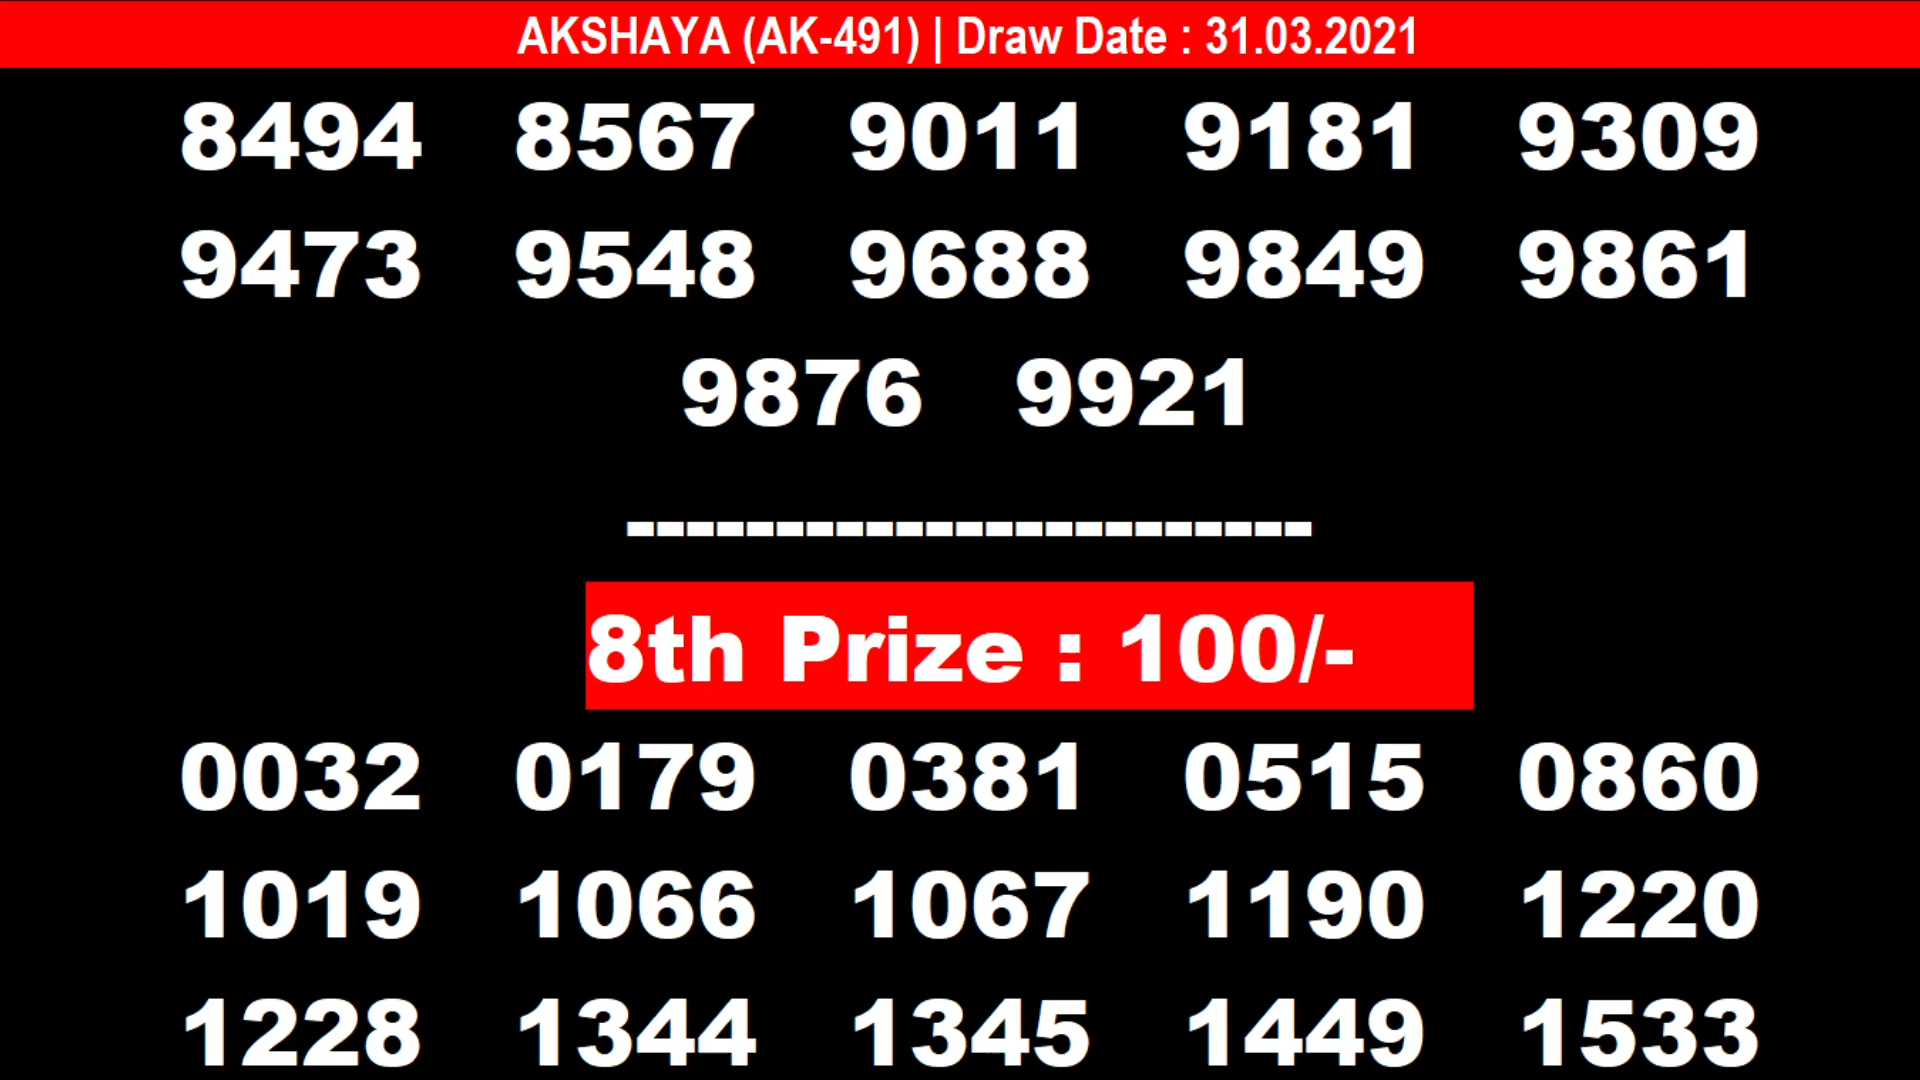 AKSHAYA (AK-491) | Draw Date : 31.03.2021
8494 8567 9011 9181 9309
9473 9548 9688 9849 9861
9876 9921
-----------------------
8th Prize : 100/-
0032 0179 0381 0515 0860
1019 1066 1067 1190 1220
1228 1344 1345 1449 1533